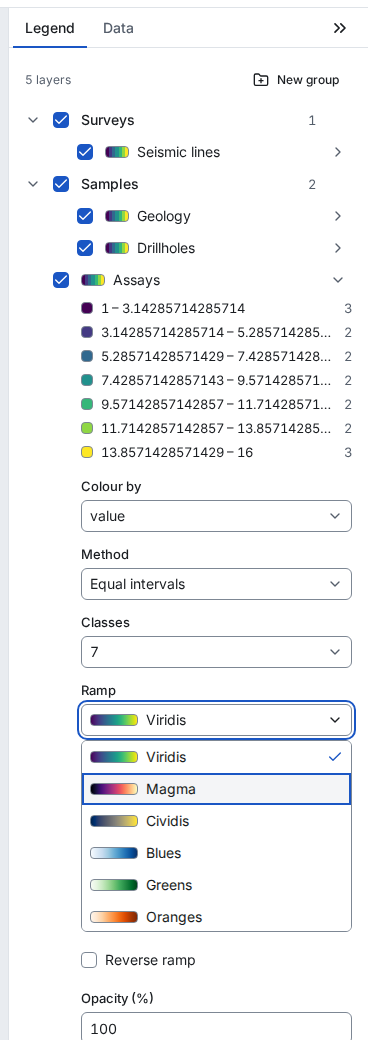 Legend Data
5 layers New group
Surveys 1
Seismic lines
Samples 2
Geology
Drillholes
Assays
1 – 3.14285714285714 3
3.14285714285714 – 5.285714285... 2
5.28571428571429 – 7.428571428... 2
7.42857142857143 – 9.571428571... 2
9.57142857142857 – 11.71428571... 2
11.7142857142857 – 13.85714285... 2
13.8571428571429 – 16 3
Colour by
value
Method
Equal intervals
Classes
7
Ramp
Viridis
Viridis
Magma
Cividis
Blues
Greens
Oranges
Reverse ramp
Opacity (%)
100